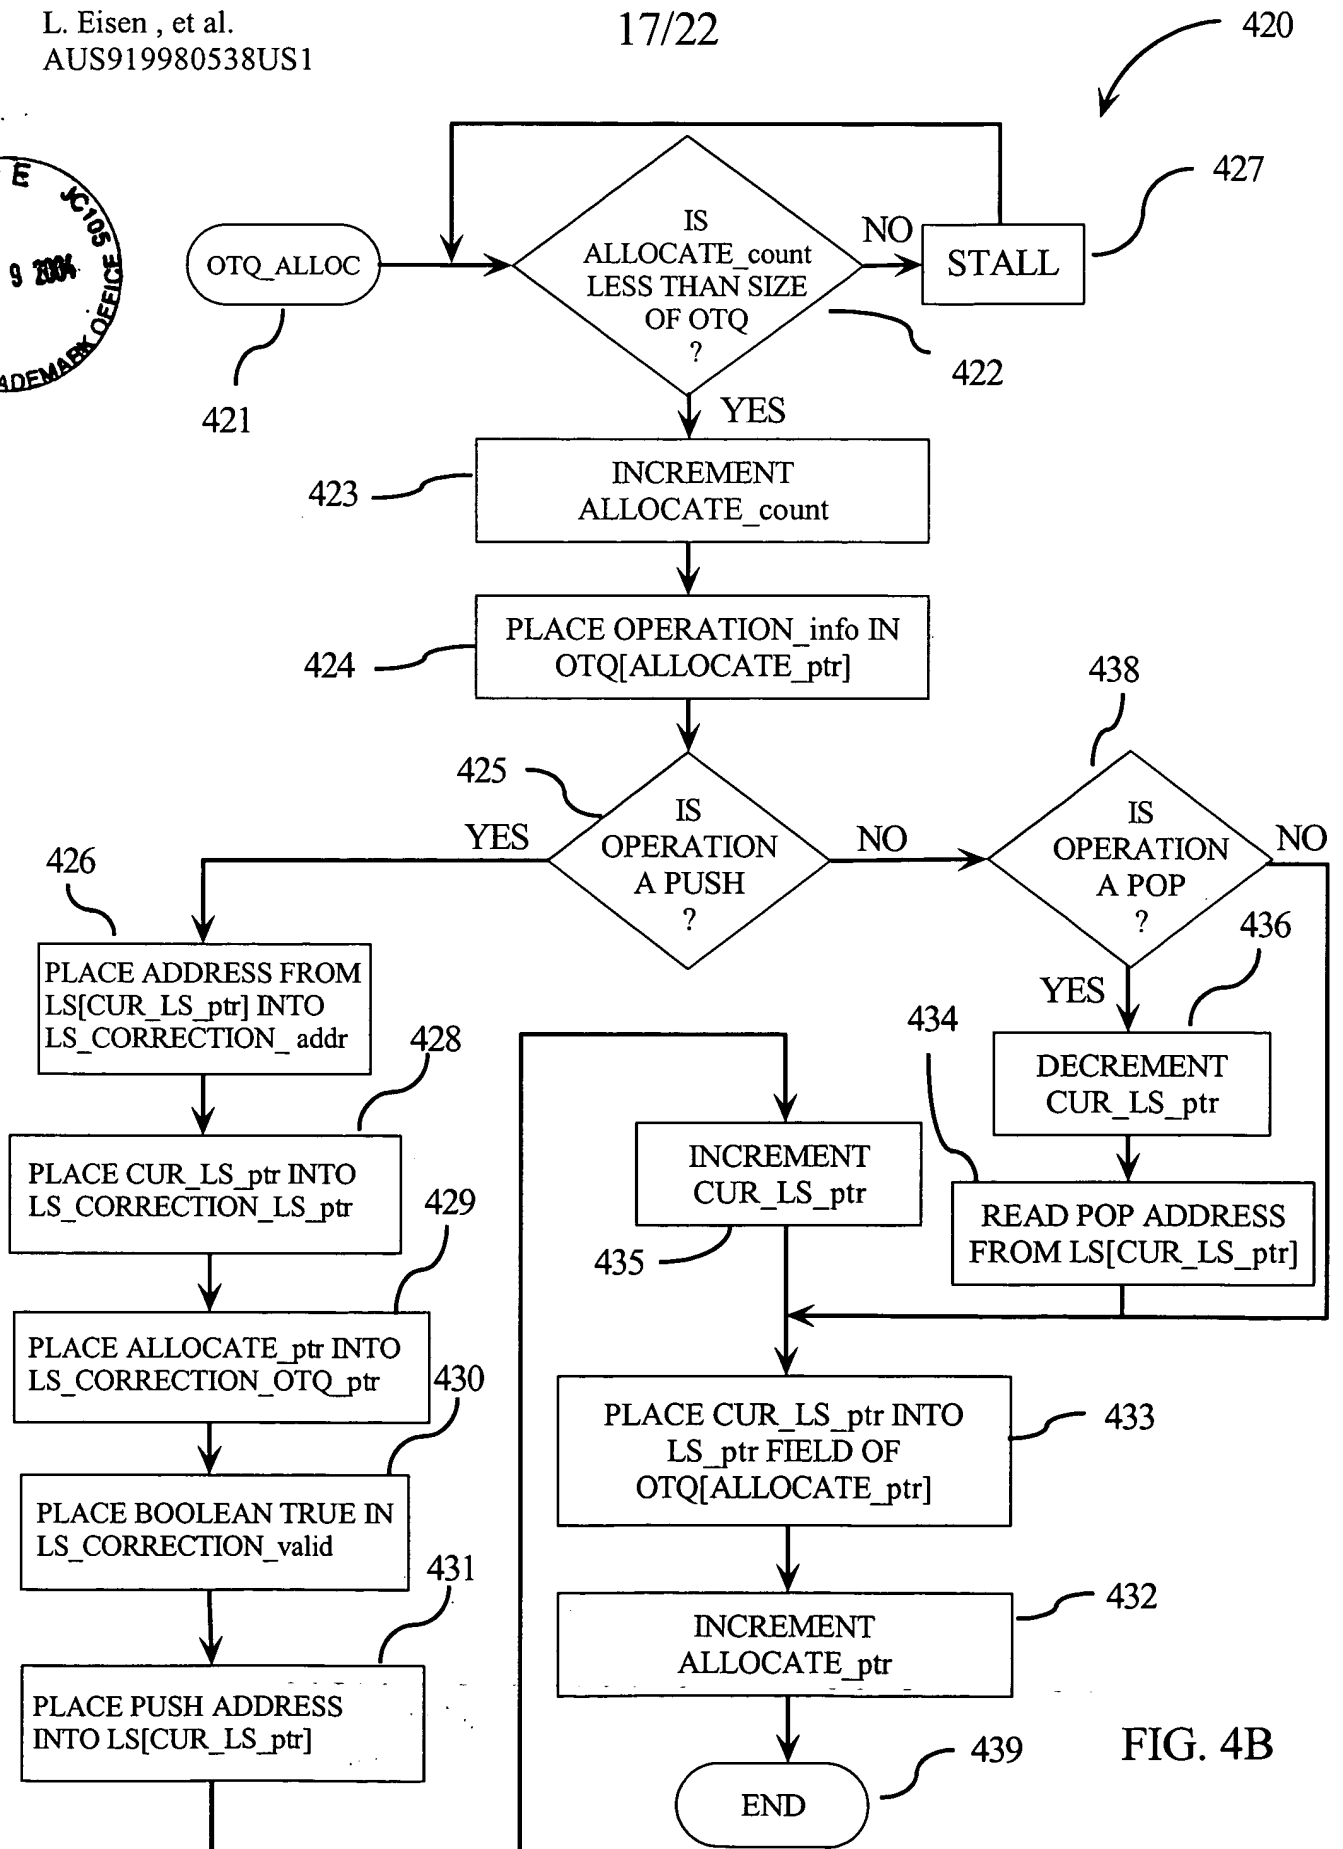 L. Eisen , et al.
AUS919980538US1
17/22
420
E JC105
9 2004
ADEMARK OFFICE
OTQ_ALLOC
421
IS
ALLOCATE_count
LESS THAN SIZE
OF OTQ
?
422
NO
STALL
427
YES
INCREMENT
ALLOCATE_count
423
PLACE OPERATION_info IN
OTQ[ALLOCATE_ptr]
424
425
IS
OPERATION
A PUSH
?
YES
NO
438
IS
OPERATION
A POP
?
NO
YES
426
PLACE ADDRESS FROM
LS[CUR_LS_ptr] INTO
LS_CORRECTION_ addr
428
PLACE CUR_LS_ptr INTO
LS_CORRECTION_LS_ptr
429
PLACE ALLOCATE_ptr INTO
LS_CORRECTION_OTQ_ptr
430
PLACE BOOLEAN TRUE IN
LS_CORRECTION_valid
431
PLACE PUSH ADDRESS
INTO LS[CUR_LS_ptr]
436
DECREMENT
CUR_LS_ptr
434
READ POP ADDRESS
FROM LS[CUR_LS_ptr]
INCREMENT
CUR_LS_ptr
435
PLACE CUR_LS_ptr INTO
LS_ptr FIELD OF
OTQ[ALLOCATE_ptr]
433
INCREMENT
ALLOCATE_ptr
432
END
439
FIG. 4B